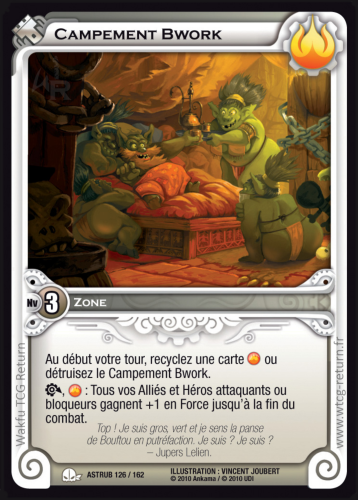 Campement Bwork
Nv 3 Zone
Au début votre tour, recyclez une carte ou
détruisez le Campement Bwork.
, : Tous vos Alliés et Héros attaquants ou
bloqueurs gagnent +1 en Force jusqu'à la fin du
combat.
Top ! Je suis gros, vert et je sens la panse
de Bouftou en putréfaction. Je suis ? Je suis ?
– Jupers Lelien.
ASTRUB 126 / 162
ILLUSTRATION : VINCENT JOUBERT
© 2010 Ankama / © 2010 UDI
Wakfu TCG Return
www.wtcg-return.fr